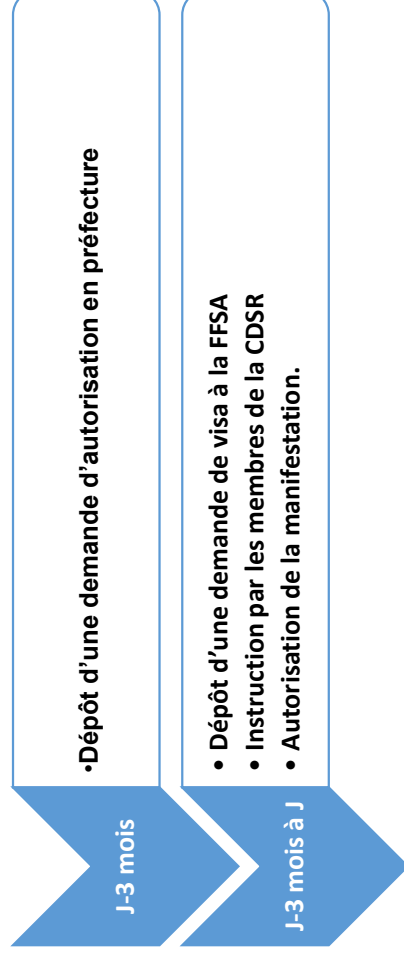 J-3 mois
•Dépôt d’une demande d’autorisation en préfecture
J-3 mois à J
• Dépôt d’une demande de visa à la FFSA
• Instruction par les membres de la CDSR
• Autorisation de la manifestation.